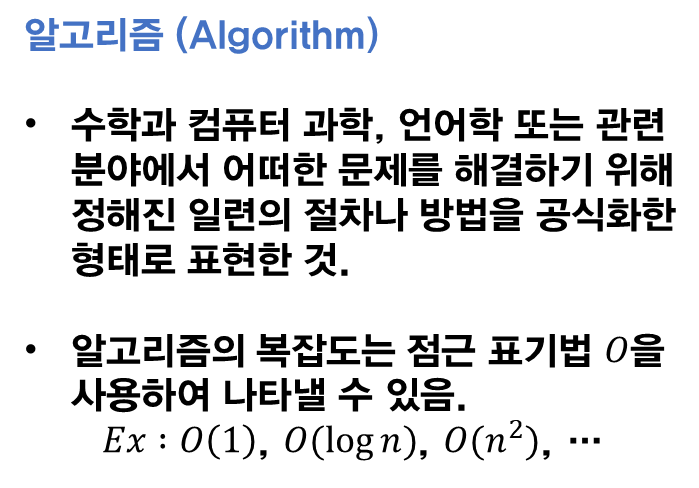 알고리즘 (Algorithm)
• 수학과 컴퓨터 과학, 언어학 또는 관련
분야에서 어떠한 문제를 해결하기 위해
정해진 일련의 절차나 방법을 공식화한
형태로 표현한 것.
• 알고리즘의 복잡도는 점근 표기법 𝑂을
사용하여 나타낼 수 있음.
𝐸𝑥 : 𝑂(1), 𝑂(log 𝑛), 𝑂(𝑛²), ⋯